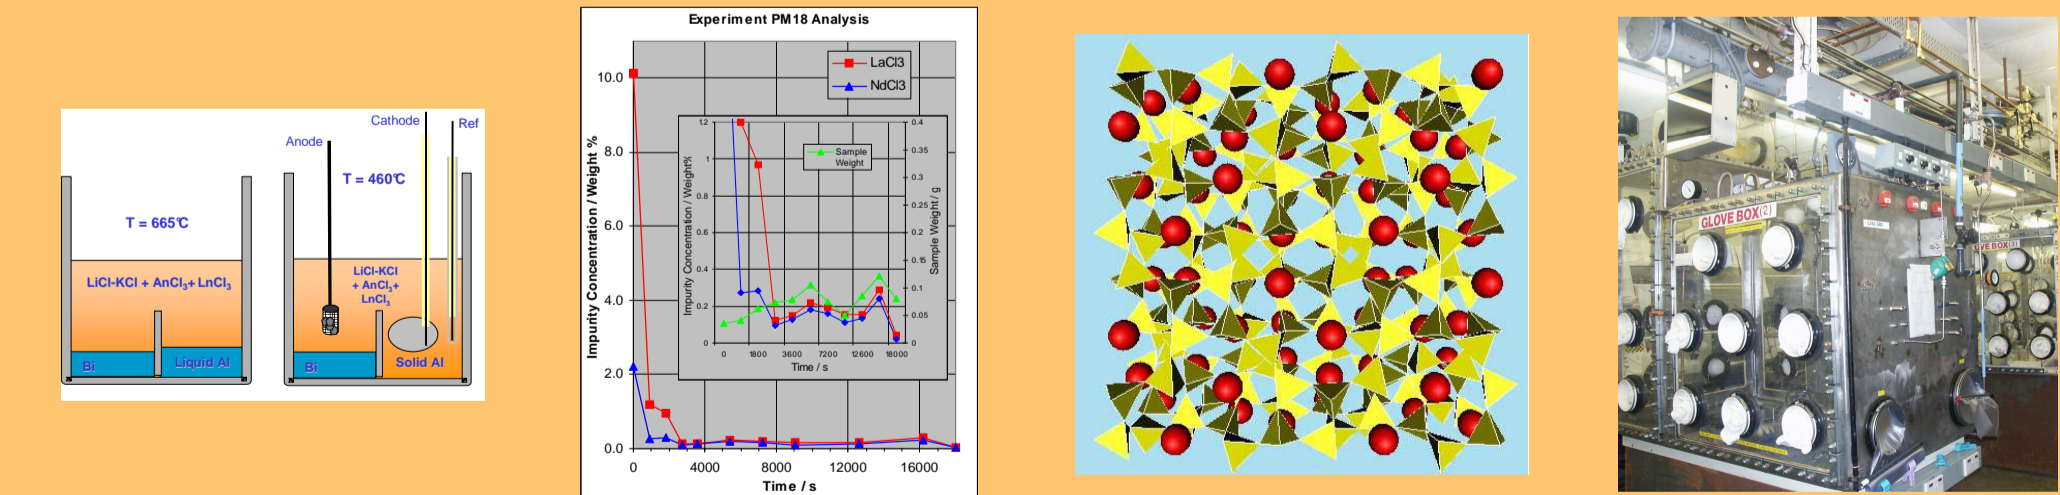 T = 665°C
LiCl-KCl + AnCl3+ LnCl3
Bi
Liquid Al
Cathode
Ref
Anode
T = 460°C
LiCl-KCl
+ AnCl3+
LnCl3
Bi
Solid Al
Experiment PM18 Analysis
Impurity Concentration / Weight %
10.0
8.0
6.0
4.0
2.0
0.0
0 4000 8000 12000 16000
Time / s
LaCl3
NdCl3
Impurity Concentration / Weight%
1.2
1
0.8
0.6
0.4
0.2
0
Sample
Weight
0.4
0.35
0.3
0.25
0.2
0.15
0.1
0.05
0
Sample Weight / g
0 1800 3600 7200 12600 18000
Time / s
GLOVE BOX(2)
OVE BOX(3)